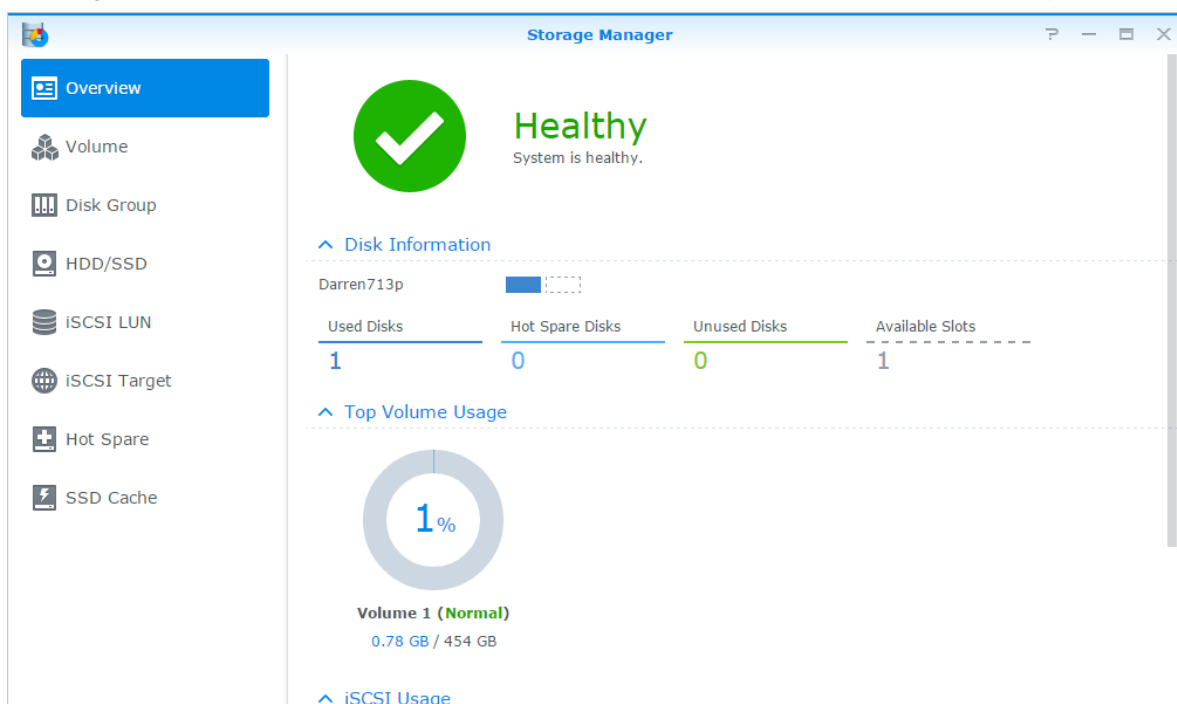 Storage Manager
Overview
Volume
Disk Group
HDD/SSD
iSCSI LUN
iSCSI Target
Hot Spare
SSD Cache
Healthy
System is healthy.
Disk Information
Darren713p
Used Disks Hot Spare Disks Unused Disks Available Slots
1 0 0 1
Top Volume Usage
1%
Volume 1 (Normal)
0.78 GB / 454 GB
iSCSI Usage